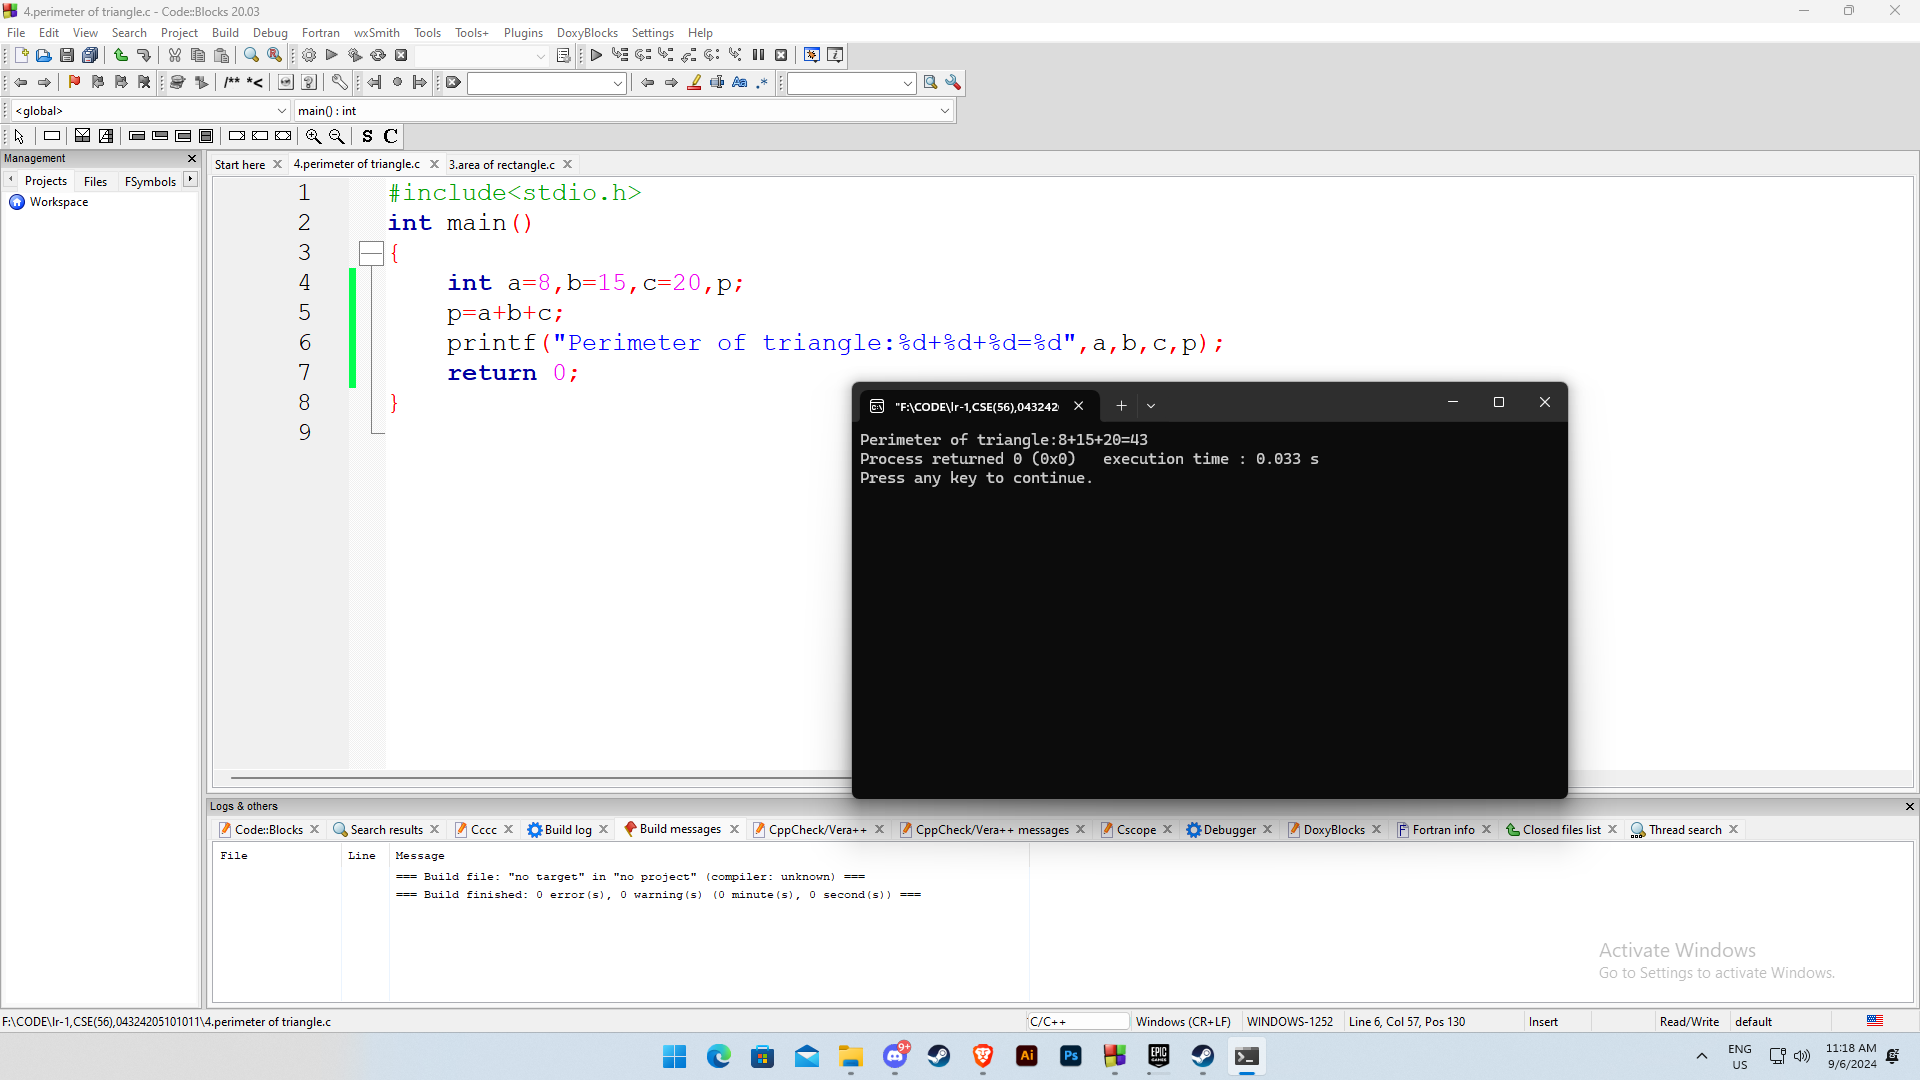 4.perimeter of triangle.c - Code::Blocks 20.03
File Edit View Search Project Build Debug Fortran wxSmith Tools Tools+ Plugins DoxyBlocks Settings Help
/** *<
Aa .*
<global> main() : int
S C
Management
Projects Files FSymbols
Workspace
Start here 4.perimeter of triangle.c 3.area of rectangle.c
1 #include<stdio.h>
2 int main()
3 {
4 int a=8,b=15,c=20,p;
5 p=a+b+c;
6 printf("Perimeter of triangle:%d+%d+%d=%d",a,b,c,p);
7 return 0;
8 }
9
"F:\CODE\lr-1,CSE(56),043242
Perimeter of triangle:8+15+20=43
Process returned 0 (0x0) execution time : 0.033 s
Press any key to continue.
Logs & others
Code::Blocks Search results Cccc Build log Build messages CppCheck/Vera++ CppCheck/Vera++ messages Cscope Debugger DoxyBlocks Fortran info Closed files list Thread search
File Line Message
=== Build file: "no target" in "no project" (compiler: unknown) ===
=== Build finished: 0 error(s), 0 warning(s) (0 minute(s), 0 second(s)) ===
Activate Windows
Go to Settings to activate Windows.
F:\CODE\lr-1,CSE(56),04324205101011\4.perimeter of triangle.c C/C++ Windows (CR+LF) WINDOWS-1252 Line 6, Col 57, Pos 130 Insert Read/Write default
9+
Ai Ps EPIC GAMES
ENG US
11:18 AM
9/6/2024